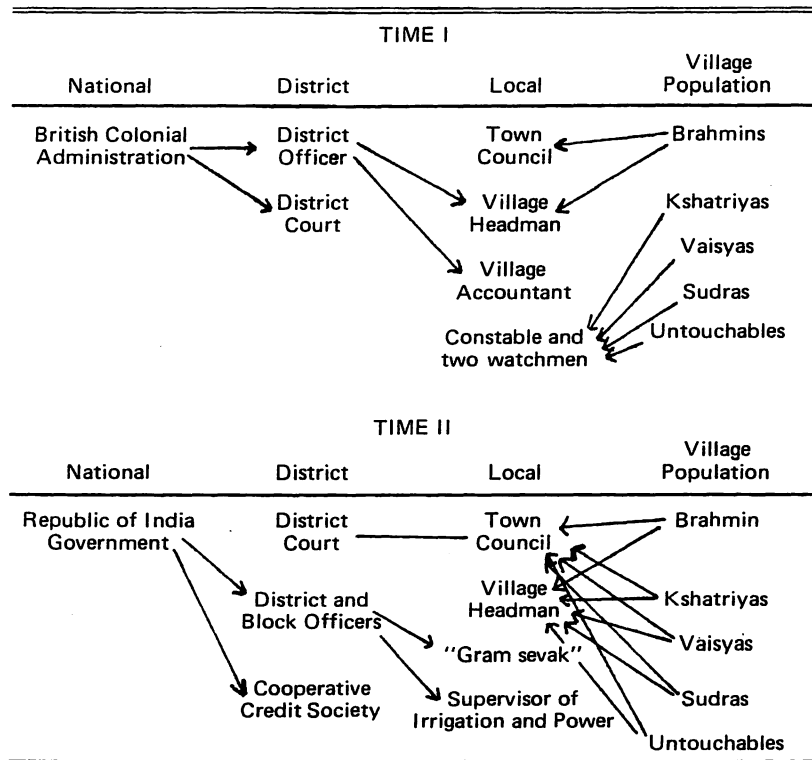 TIME I
National District Local Village
Population
British Colonial
Administration
District
Officer
Town
Council
Brahmins
District
Court
Village
Headman
Kshatriyas
Village
Accountant
Vaisyas
Sudras
Constable and
two watchmen
Untouchables
TIME II
National District Local Village
Population
Republic of India
Government
District
Court
Town
Council
Brahmin
District and
Block Officers
Village
Headman
Kshatriyas
"Gram sevak"
Vaisyas
Cooperative
Credit Society
Supervisor of
Irrigation and Power
Sudras
Untouchables